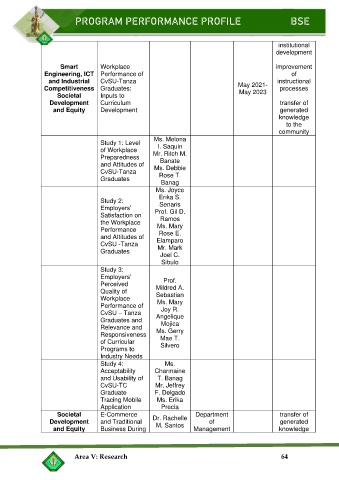 PROGRAM PERFORMANCE PROFILE BSE
institutional
development
Smart
Engineering, ICT
and Industrial
Competitiveness
Societal
Development
and Equity
Workplace
Performance of
CvSU-Tanza
Graduates:
Inputs to
Curriculum
Development
May 2021-
May 2023
improvement
of
instructional
processes
transfer of
generated
knowledge
to the
community
Study 1: Level
of Workplace
Preparedness
and Attitudes of
CvSU-Tanza
Graduates
Ms. Melona
I. Saquin
Mr. Ritch M.
Banate
Ms. Debbie
Rose T.
Banag
Study 2:
Employers'
Satisfaction on
the Workplace
Performance
and Attitudes of
CvSU -Tanza
Graduates
Ms. Joyce
Erika S.
Senaris
Prof. Gil D.
Ramos
Ms. Mary
Rose E.
Elamparo
Mr. Mark
Joel C.
Sibulo
Study 3:
Employers'
Perceived
Quality of
Workplace
Performance of
CvSU – Tanza
Graduates and
Relevance and
Responsiveness
of Curricular
Programs to
Industry Needs
Prof.
Mildred A.
Sebastian
Ms. Mary
Joy R.
Angelique
Mojica
Ms. Gerry
Mae T.
Silvero
Study 4:
Acceptability
and Usability of
CvSU-TC
Graduate
Tracing Mobile
Application
Ms.
Charmaine
T. Banag
Mr. Jeffrey
F. Delgado
Ms. Erika
Precia
Societal
Development
and Equity
E-Commerce
and Traditional
Business During
Dr. Rachelle
M. Santos
Department
of
Management
transfer of
generated
knowledge
Area V: Research 64